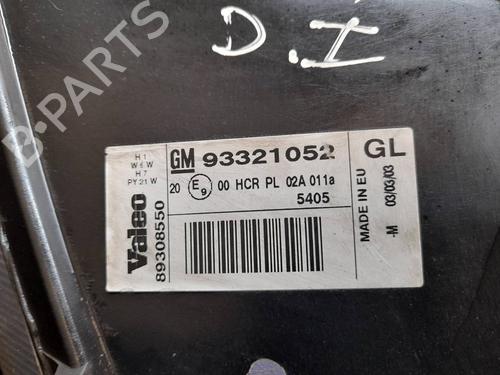 D.I
B-PARTS
H1
W5W
H7
PY21W
GM 93321052 GL
20 E9 00 HCR PL 02A 011a
5405
Valeo
89308550
MADE IN EU
-M 03/03/03